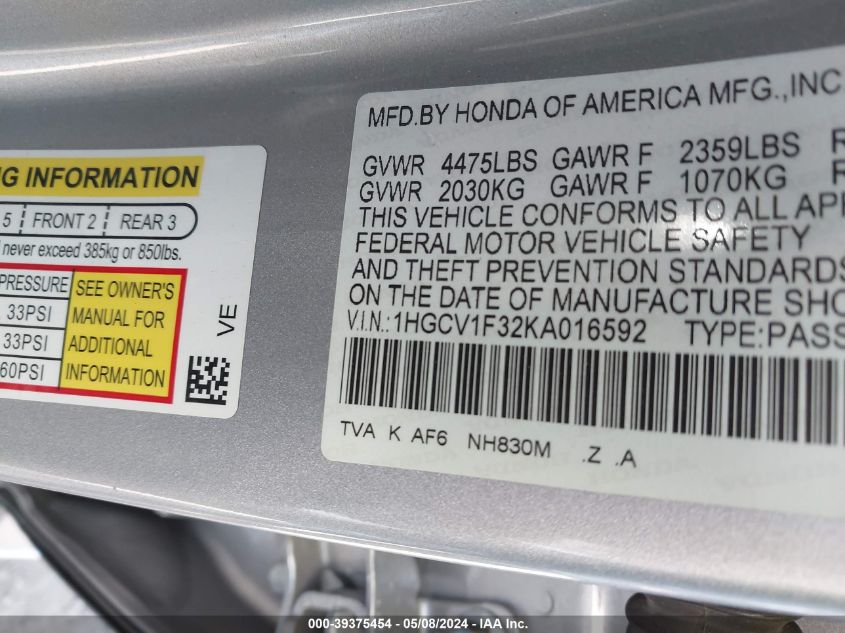 NG INFORMATION
5 FRONT 2 REAR 3
never exceed 385kg or 850lbs.
PRESSURE
33PSI
33PSI
60PSI
SEE OWNER'S
MANUAL FOR
ADDITIONAL
INFORMATION
VE
MFD.BY HONDA OF AMERICA MFG.,INC.
GVWR 4475LBS GAWR F 2359LBS R
GVWR 2030KG GAWR F 1070KG R
THIS VEHICLE CONFORMS TO ALL APP
FEDERAL MOTOR VEHICLE SAFETY
AND THEFT PREVENTION STANDARDS
ON THE DATE OF MANUFACTURE SHO
V.I.N.:1HGCV1F32KA016592 TYPE:PASS
TVA K AF6 NH830M .Z .A
000-39375454 - 05/08/2024 - IAA Inc.